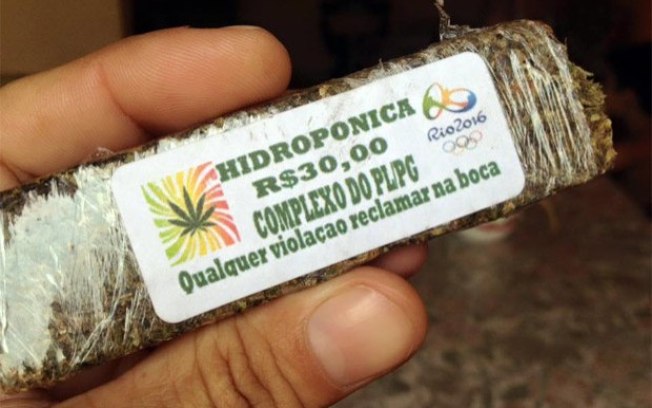 HIDROPONICA
R$30,00
COMPLEXO DO PL/PG
Qualquer violaçao reclamar na boca
Rio2016